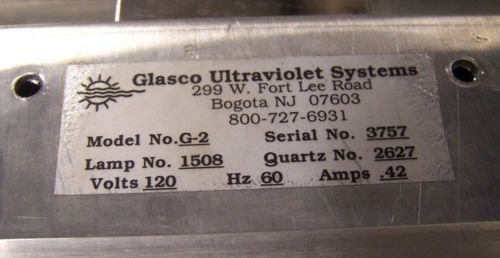 Glasco Ultraviolet Systems
299 W. Fort Lee Road
Bogota NJ 07603
800-727-6931
Model No.G-2 Serial No. 3757
Lamp No. 1508 Quartz No. 2627
Volts 120 Hz 60 Amps .42